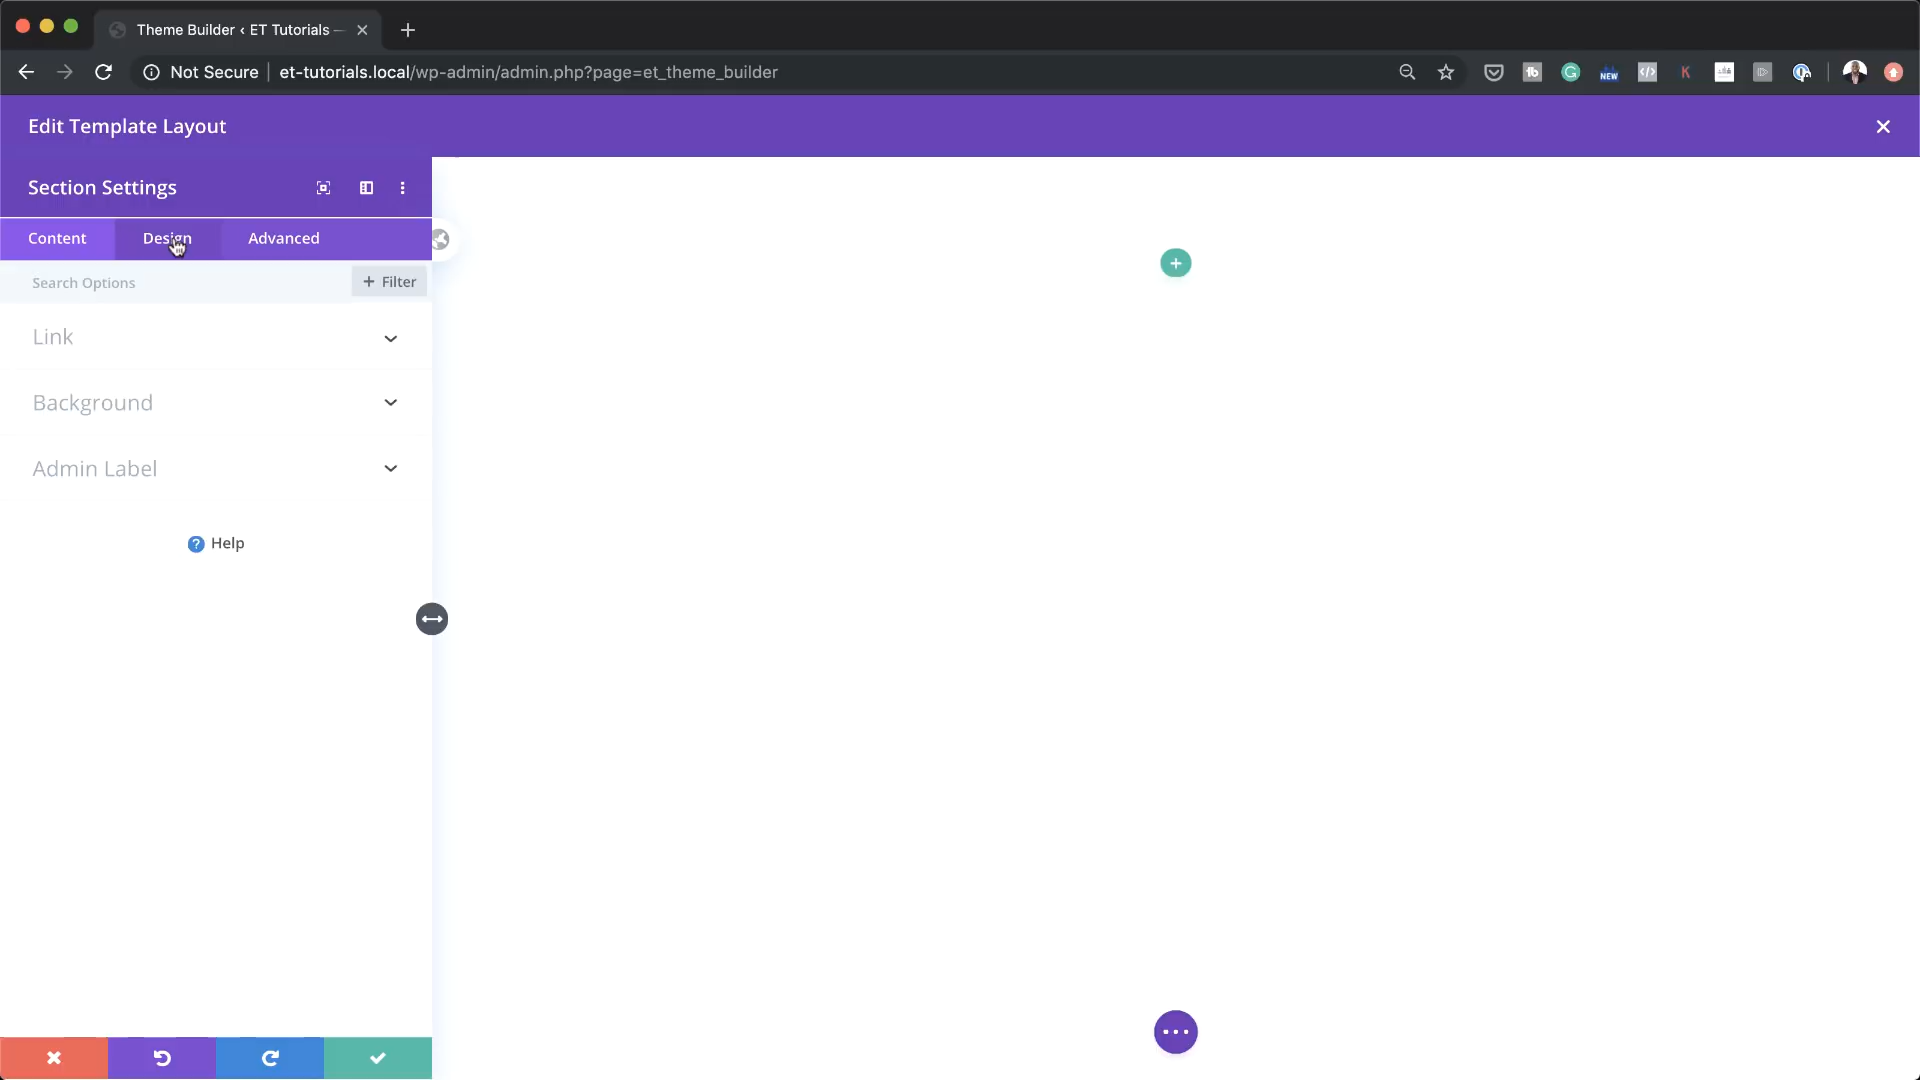 Theme Builder ‹ ET Tutorials —
Not Secure | et-tutorials.local/wp-admin/admin.php?page=et_theme_builder
NEW
K
Edit Template Layout
Section Settings
Content
Design
Advanced
Search Options
+ Filter
Link
Background
Admin Label
? Help